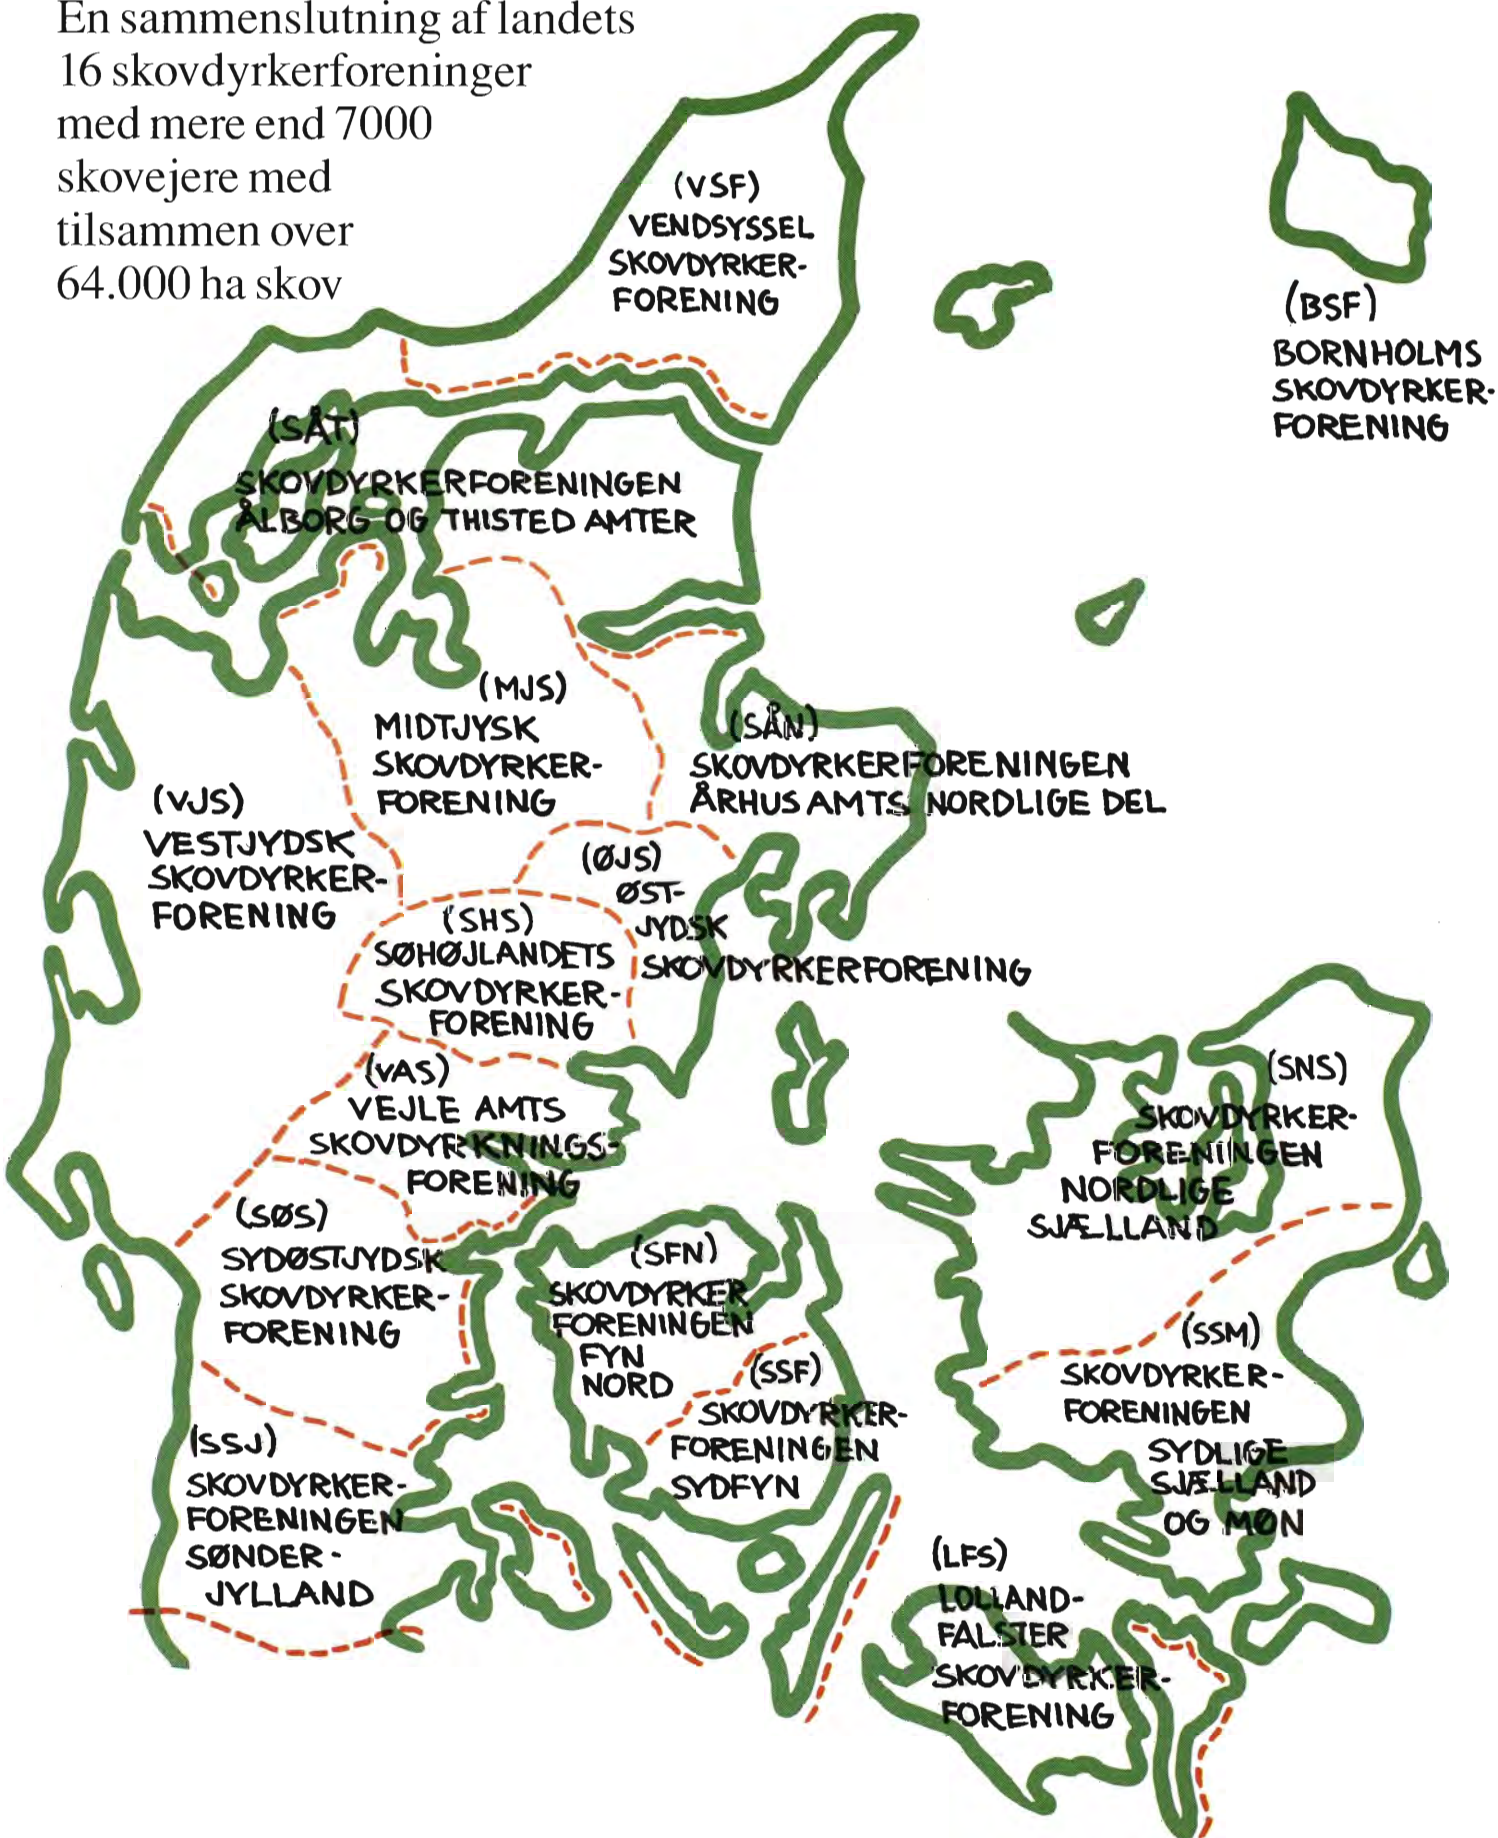 En sammenslutning af landets
16 skovdyrkerforeninger
med mere end 7000
skovejere med
tilsammen over
64.000 ha skov
(VSF)
VENDSYSSEL
SKOVDYRKER-
FORENING
(BSF)
BORNHOLMS
SKOVDYRKER-
FORENING
(SÅT)
SKOVDYRKERFORENINGEN
ÅLBORG OG THISTED AMTER
(MJS)
MIDTJYSK
SKOVDYRKER-
FORENING
(SÅN)
SKOVDYRKERFORENINGEN
ÅRHUS AMTS NORDLIGE DEL
(VJS)
VESTJYDSK
SKOVDYRKER-
FORENING
(ØJS)
ØST-
JYDSK
SKOVDYRKERFORENING
(SHS)
SØHØJLANDETS
SKOVDYRKER-
FORENING
(VAS)
VEJLE AMTS
SKOVDYRKNINGS-
FORENING
(SNS)
SKOVDYRKER-
FORENINGEN
NORDLIGE
SJÆLLAND
(SØS)
SYDØSTJYDSK
SKOVDYRKER-
FORENING
(SFN)
SKOVDYRKER
FORENINGEN
FYN
NORD
(SSF)
SKOVDYRKER-
FORENINGEN
SYDFYN
(SSM)
SKOVDYRKER-
FORENINGEN
SYDLIGE
SJÆLLAND
OG MØN
(SSJ)
SKOVDYRKER-
FORENINGEN
SØNDER-
JYLLAND
(LFS)
LOLLAND-
FALSTER
SKOVDYRKER-
FORENING